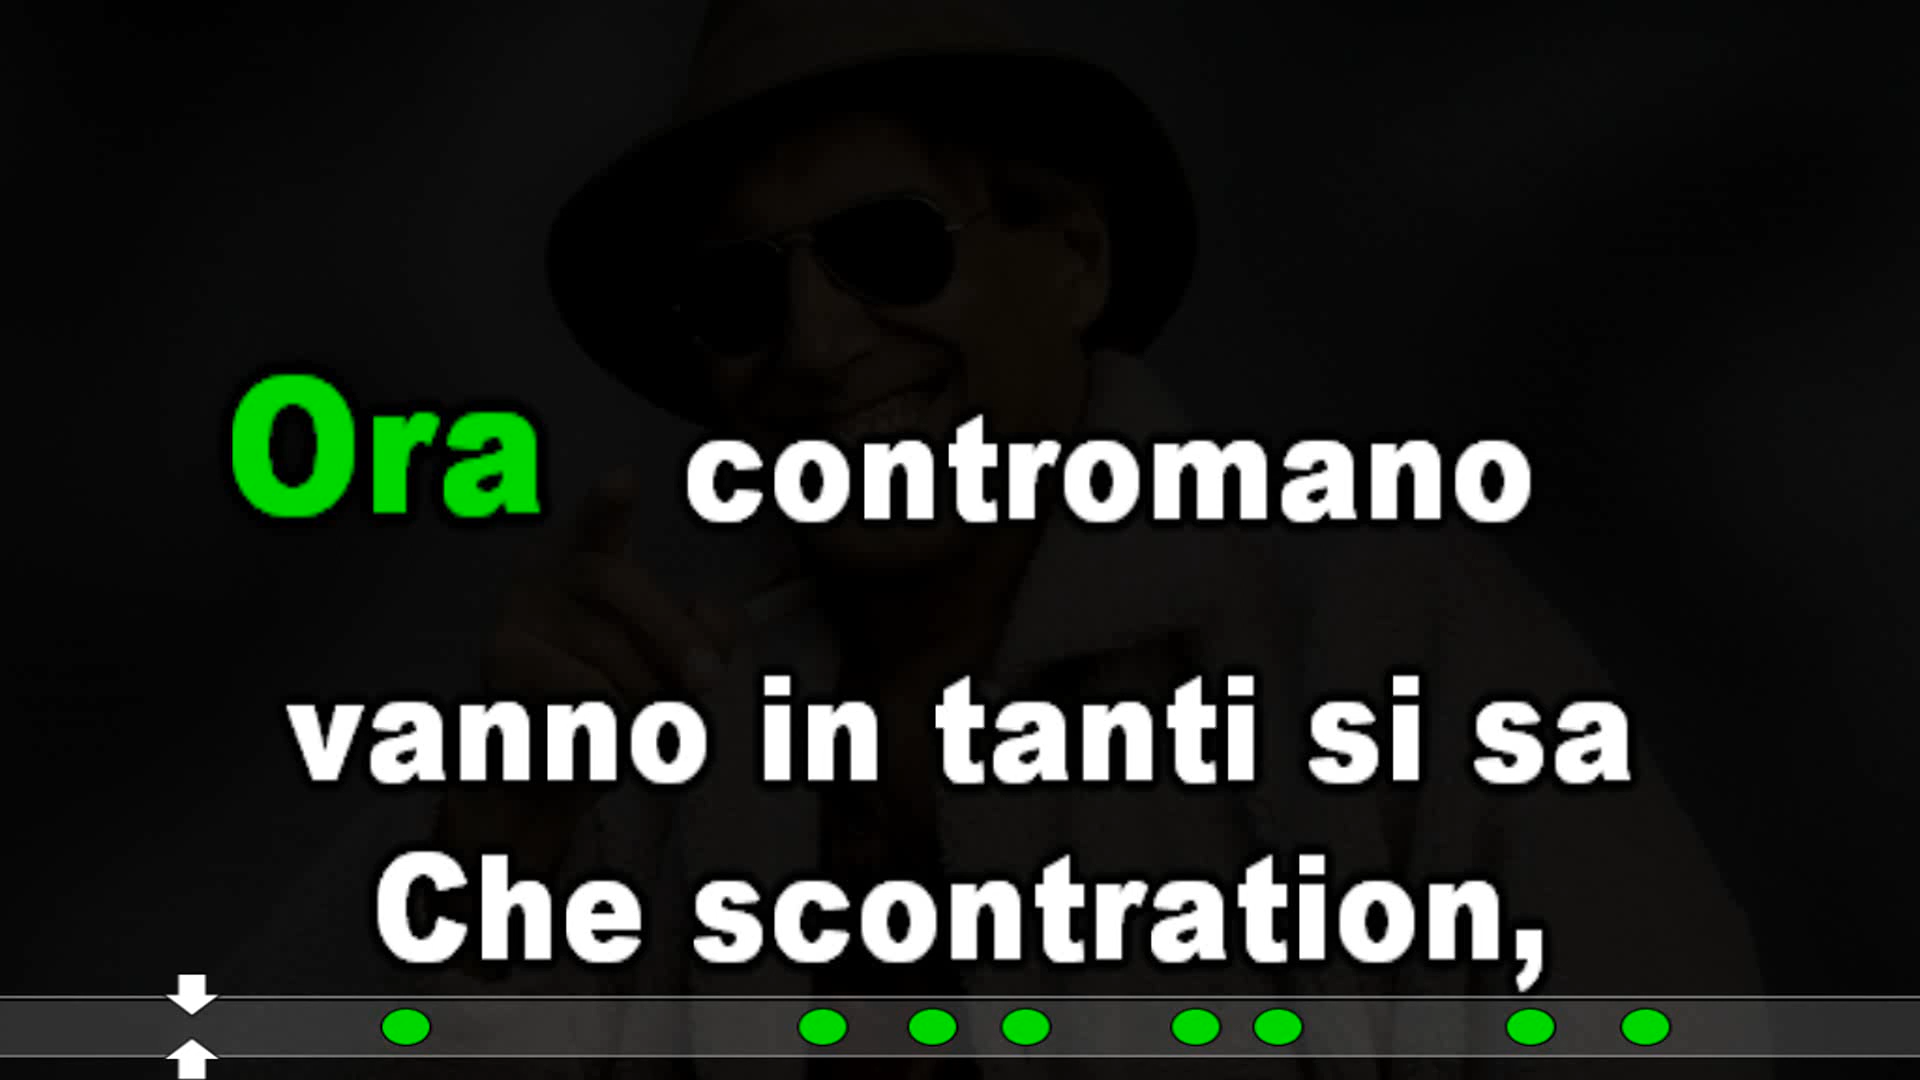 Ora contromano
vanno in tanti si sa
Che scontration,